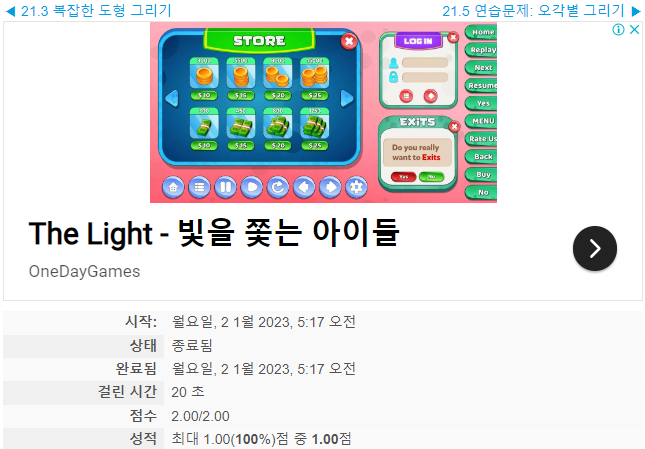 ◀ 21.3 복잡한 도형 그리기
21.5 연습문제: 오각별 그리기 ▶
STORE
$10 $15 $20 $25
$10 $15 $20 $25
LOG IN
EXITS
Do you really
want to Exits
Yes No
Home
Replay
Next
Resume
Yes
MENU
Rate Us
Back
Buy
No
The Light - 빛을 쫓는 아이들
OneDayGames
시작: 월요일, 2 1월 2023, 5:17 오전
상태 종료됨
완료됨 월요일, 2 1월 2023, 5:17 오전
걸린 시간 20 초
점수 2.00/2.00
성적 최대 1.00(100%)점 중 1.00점